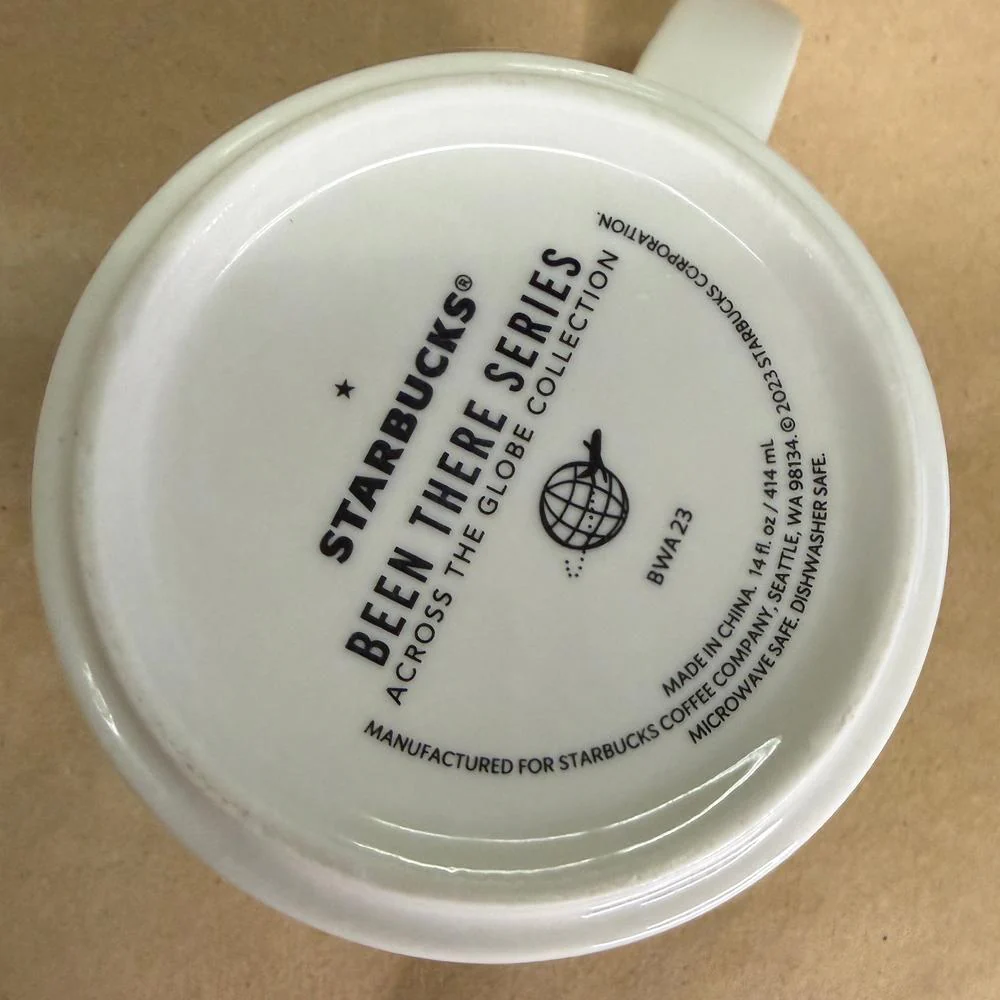 STARBUCKS®
BEEN THERE SERIES
ACROSS THE GLOBE COLLECTION
BWA 23
MADE IN CHINA. 14 fl. oz / 414 mL
MANUFACTURED FOR STARBUCKS COFFEE COMPANY, SEATTLE, WA 98134. © 2023 STARBUCKS CORPORATION.
MICROWAVE SAFE. DISHWASHER SAFE.